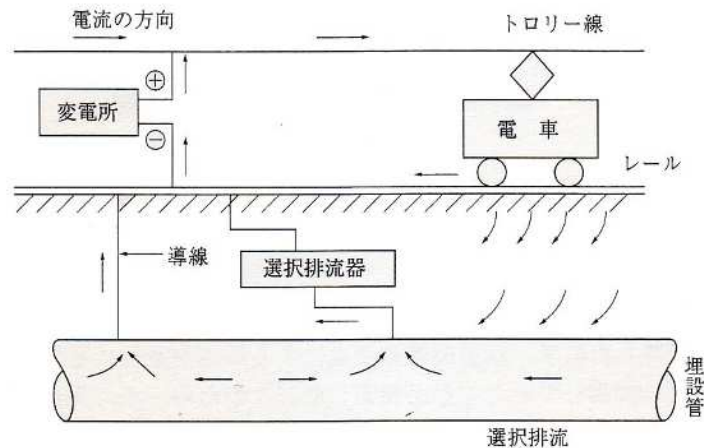 電流の方向
トロリー線
⊕
変電所
⊖
電車
レール
導線
選択排流器
埋設管
選択排流